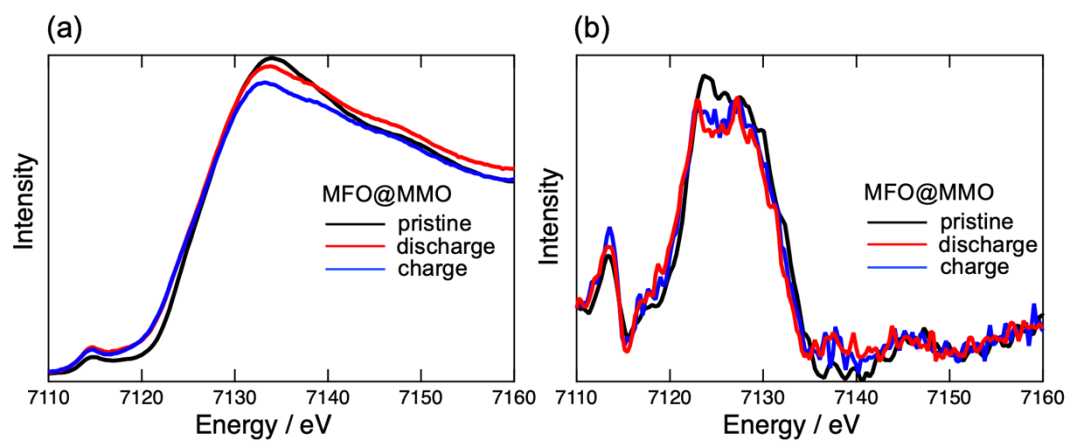 (a)
Intensity
MFO@MMO
pristine
discharge
charge
7110 7120 7130 7140 7150 7160
Energy / eV
(b)
Intensity
MFO@MMO
pristine
discharge
charge
7110 7120 7130 7140 7150 7160
Energy / eV